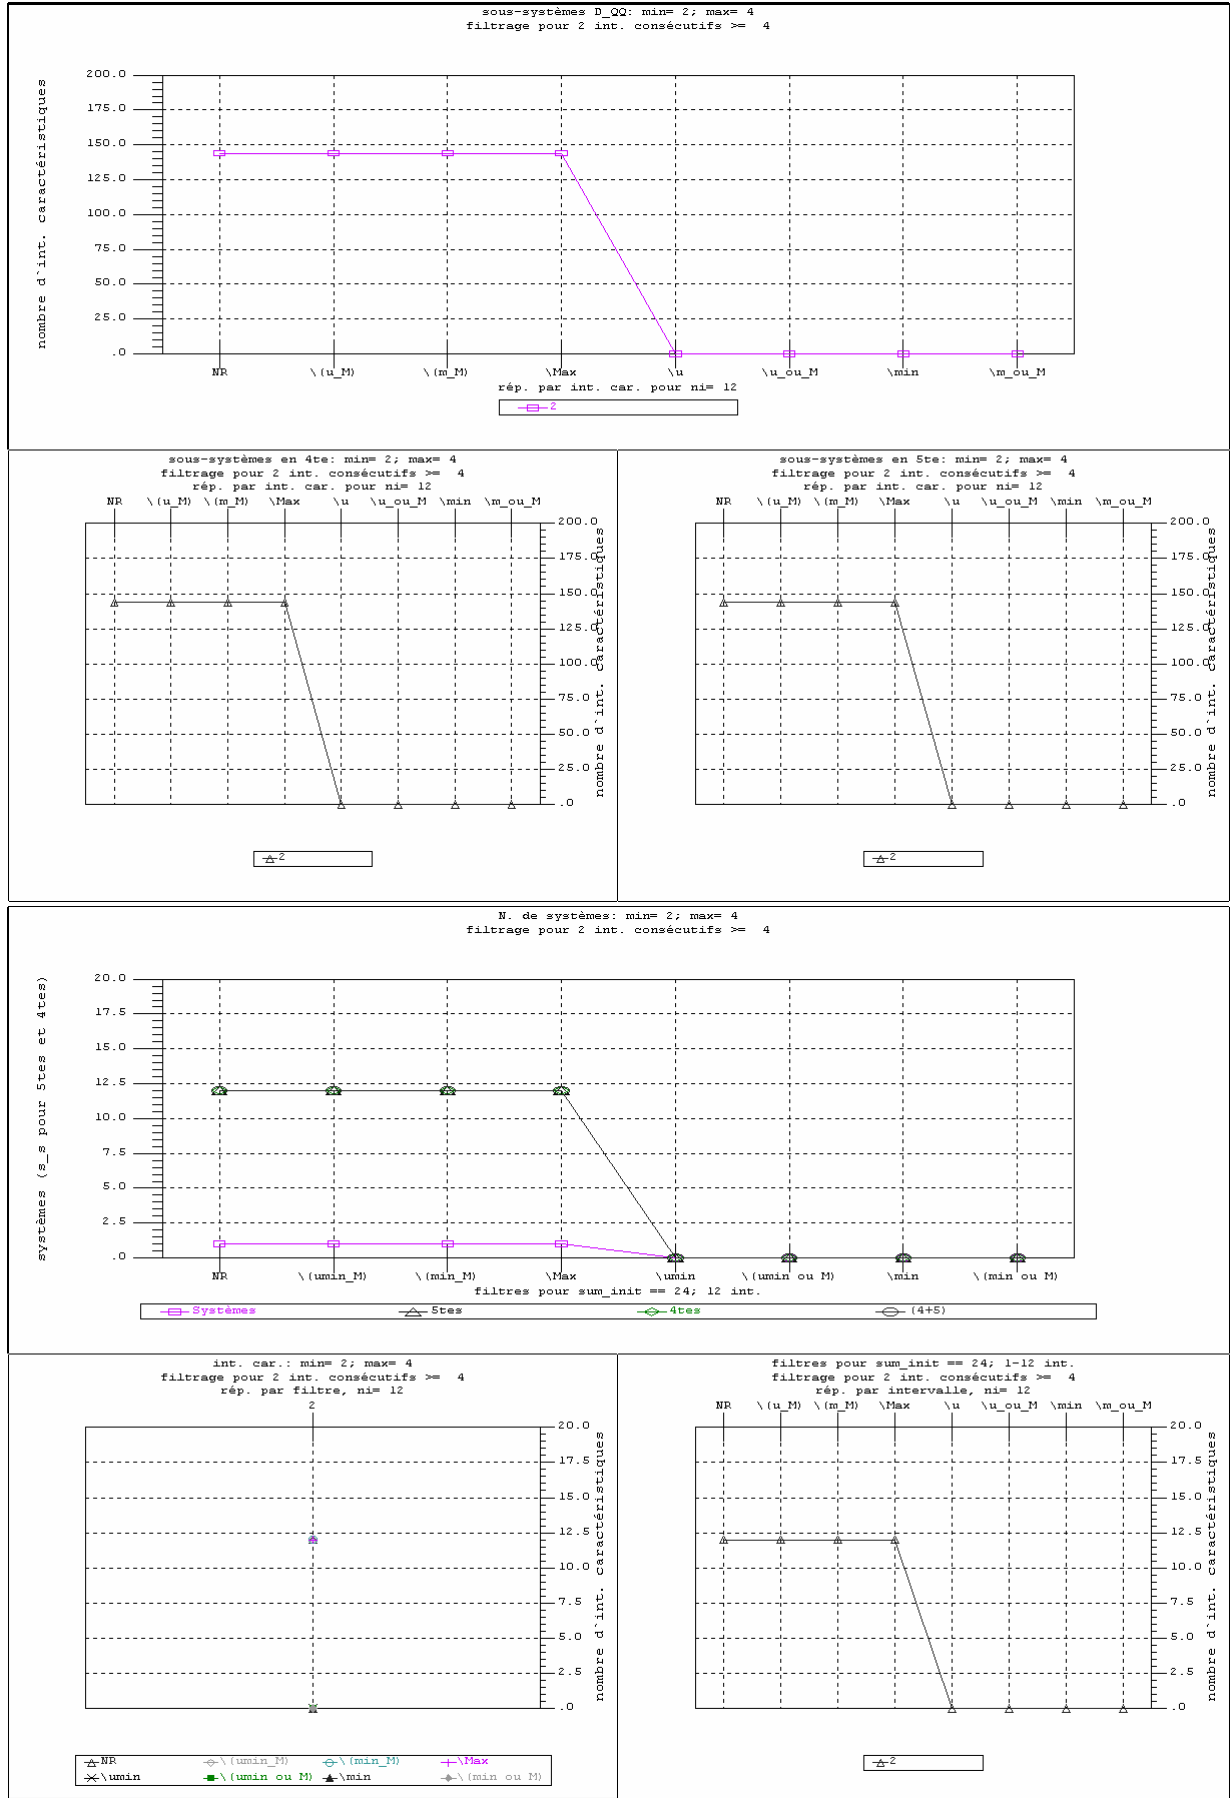 sous-systèmes D_QQ: min= 2; max= 4
filtrage pour 2 int. consécutifs >=  4
nombre d`int. caractéristiques
200.0
175.0
150.0
125.0
100.0
75.0
50.0
25.0
.0
NR \(u_M) \(m_M) \Max \u \u_ou_M \min \m_ou_M
rép. par int. car. pour ni= 12
2
sous-systèmes en 4te: min= 2; max= 4
filtrage pour 2 int. consécutifs >=  4
rép. par int. car. pour ni= 12
NR \(u_M) \(m_M) \Max \u \u_ou_M \min \m_ou_M
200.0
175.0
150.0
125.0
100.0
75.0
50.0
25.0
.0
nombre d`int. caractéristiques
2
sous-systèmes en 5te: min= 2; max= 4
filtrage pour 2 int. consécutifs >=  4
rép. par int. car. pour ni= 12
NR \(u_M) \(m_M) \Max \u \u_ou_M \min \m_ou_M
200.0
175.0
150.0
125.0
100.0
75.0
50.0
25.0
.0
nombre d`int. caractéristiques
2
N. de systèmes: min= 2; max= 4
filtrage pour 2 int. consécutifs >=  4
systèmes (s_s pour 5tes et 4tes)
20.0
17.5
15.0
12.5
10.0
7.5
5.0
2.5
.0
NR \(umin_M) \(min_M) \Max \umin \(umin ou M) \min \(min ou M)
filtres pour sum_init == 24; 12 int.
Systèmes 5tes 4tes (4+5)
int. car.: min= 2; max= 4
filtrage pour 2 int. consécutifs >=  4
rép. par filtre, ni= 12
2
20.0
17.5
15.0
12.5
10.0
7.5
5.0
2.5
.0
nombre d`int. caractéristiques
NR \(umin_M) \(min_M) \Max
\umin \(umin ou M) \min \(min ou M)
filtres pour sum_init == 24; 1-12 int.
filtrage pour 2 int. consécutifs >=  4
rép. par intervalle, ni= 12
NR \(u_M) \(m_M) \Max \u \u_ou_M \min \m_ou_M
20.0
17.5
15.0
12.5
10.0
7.5
5.0
2.5
.0
nombre d`int. caractéristiques
2